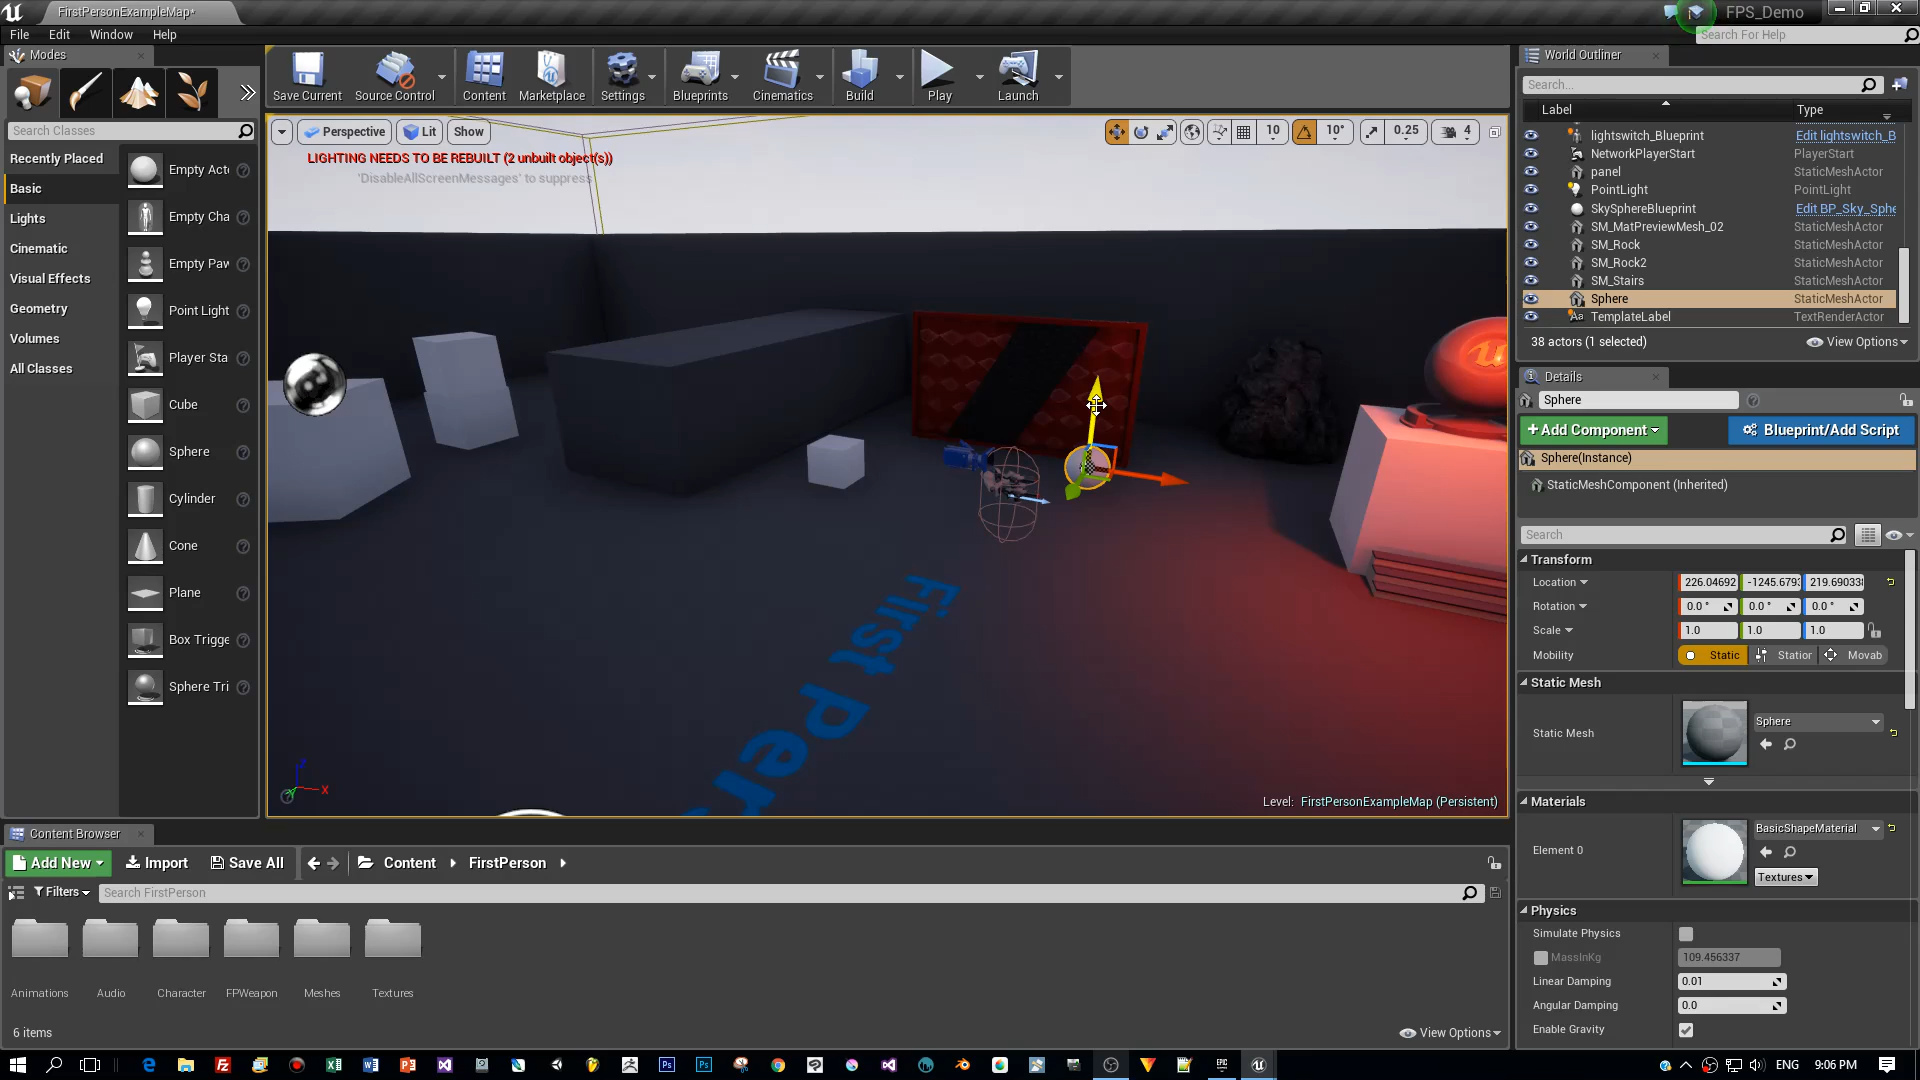 FirstPersonExampleMap*
FPS_Demo
File Edit Window Help
Search For Help
Modes
Save Current
Source Control
Content
Marketplace
Settings
Blueprints
Cinematics
Build
Play
Launch
Search Classes
Recently Placed
Basic
Lights
Cinematic
Visual Effects
Geometry
Volumes
All Classes
Empty Acto
Empty Cha
Empty Paw
Point Light
Player Sta
Cube
Sphere
Cylinder
Cone
Plane
Box Trigge
Sphere Tri
Perspective
Lit
Show
10
10°
0.25
4
LIGHTING NEEDS TO BE REBUILT (2 unbuilt object(s))
'DisableAllScreenMessages' to suppress
First Pers
Level: FirstPersonExampleMap (Persistent)
World Outliner
Search...
Label Type
lightswitch_Blueprint Edit lightswitch_B
NetworkPlayerStart PlayerStart
panel StaticMeshActor
PointLight PointLight
SkySphereBlueprint Edit BP_Sky_Sphe
SM_MatPreviewMesh_02 StaticMeshActor
SM_Rock StaticMeshActor
SM_Rock2 StaticMeshActor
SM_Stairs StaticMeshActor
Sphere StaticMeshActor
TemplateLabel TextRenderActor
38 actors (1 selected)
View Options
Details
Sphere
+Add Component
Blueprint/Add Script
Sphere(Instance)
StaticMeshComponent (Inherited)
Search
Transform
Location 226.04692 -1245.6793 219.690338
Rotation 0.0 ° 0.0 ° 0.0 °
Scale 1.0 1.0 1.0
Mobility Static Station Movab
Static Mesh
Static Mesh
Sphere
Materials
Element 0
BasicShapeMaterial
Textures
Physics
Simulate Physics
MassInKg 109.456337
Linear Damping 0.01
Angular Damping 0.0
Enable Gravity
Content Browser
Add New
Import
Save All
Content
FirstPerson
Filters
Search FirstPerson
Animations
Audio
Character
FPWeapon
Meshes
Textures
6 items
View Options
ENG
9:06 PM